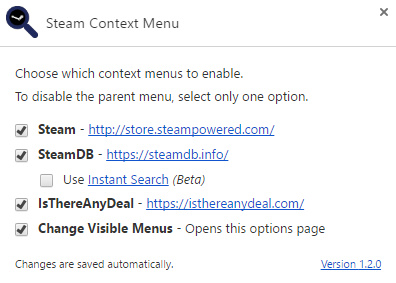 Steam Context Menu
Choose which context menus to enable.
To disable the parent menu, select only one option.
Steam - http://store.steampowered.com/
SteamDB - https://steamdb.info/
Use Instant Search (Beta)
IsThereAnyDeal - https://isthereanydeal.com/
Change Visible Menus - Opens this options page
Changes are saved automatically. Version 1.2.0